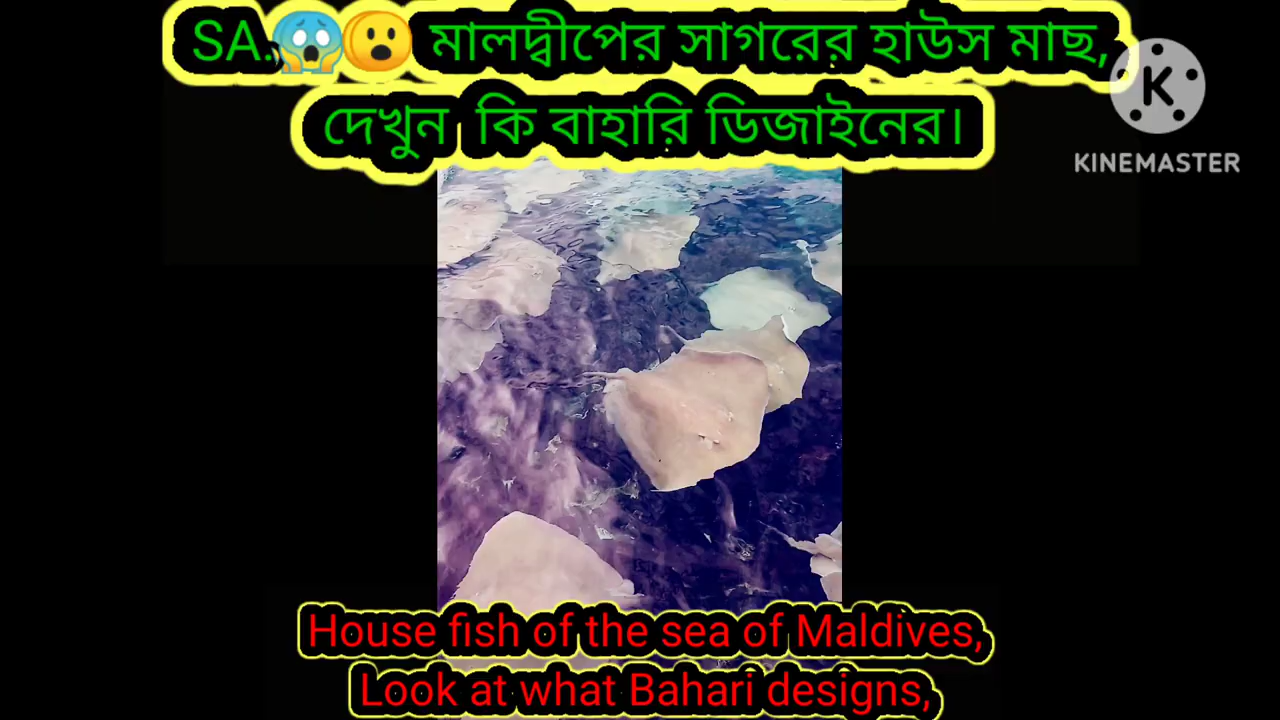 SA.😱😮 মালদ্বীপের সাগরের হাউস মাছ,
দেখুন কি বাহারি ডিজাইনের।
KINEMASTER
House fish of the sea of Maldives,
Look at what Bahari designs,